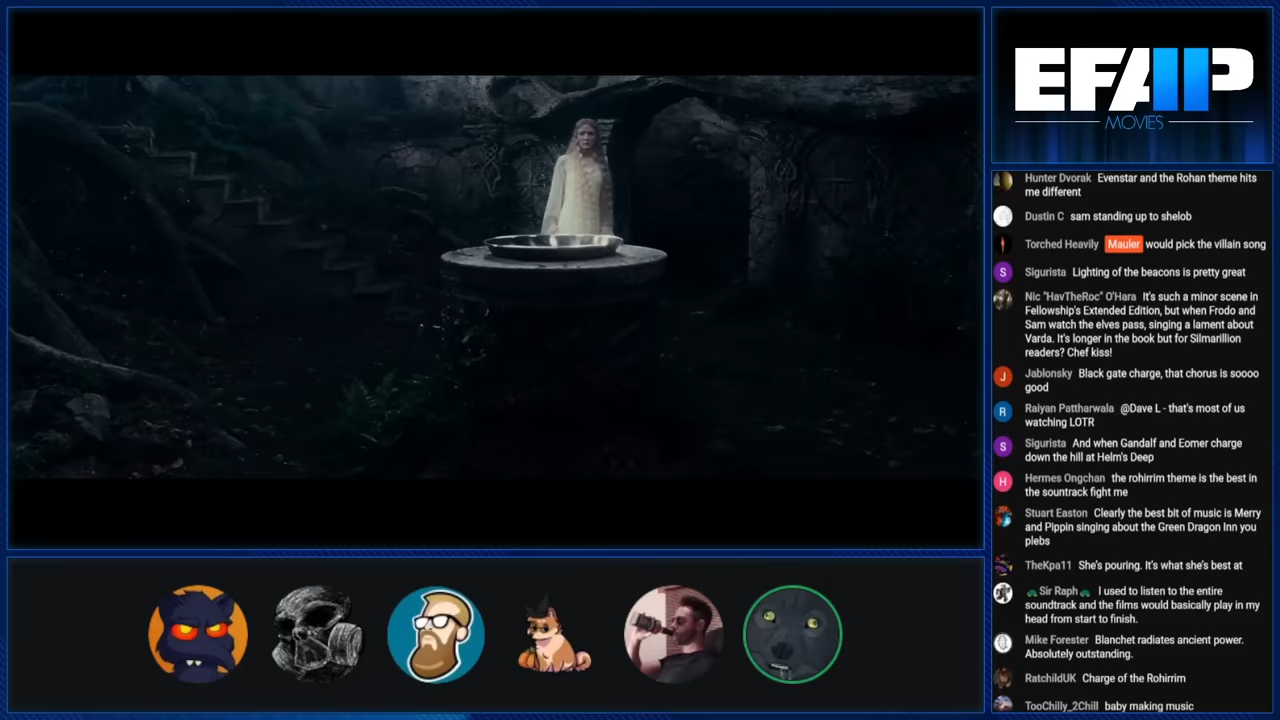 EFAP
MOVIES
Hunter Dvorak Evenstar and the Rohan theme hits
me different
Dustin C sam standing up to shelob
Torched Heavily Mauler would pick the villain song
S
Sigurista Lighting of the beacons is pretty great
Nic "HavTheRoc" O'Hara It's such a minor scene in
Fellowship's Extended Edition, but when Frodo and
Sam watch the elves pass, singing a lament about
Varda. It's longer in the book but for Silmarillion
readers? Chef kiss!
J
Jablonsky Black gate charge, that chorus is soooo
good
R
Raiyan Pattharwala @Dave L - that's most of us
watching LOTR
S
Sigurista And when Gandalf and Eomer charge
down the hill at Helm's Deep
H
Hermes Ongchan the rohirrim theme is the best in
the sountrack fight me
Stuart Easton Clearly the best bit of music is Merry
and Pippin singing about the Green Dragon Inn you
plebs
TheKpa11 She's pouring. It's what she's best at
Sir Raph I used to listen to the entire
soundtrack and the films would basically play in my
head from start to finish.
Mike Forester Blanchet radiates ancient power.
Absolutely outstanding.
RatchildUK Charge of the Rohirrim
TooChilly_2Chill baby making music